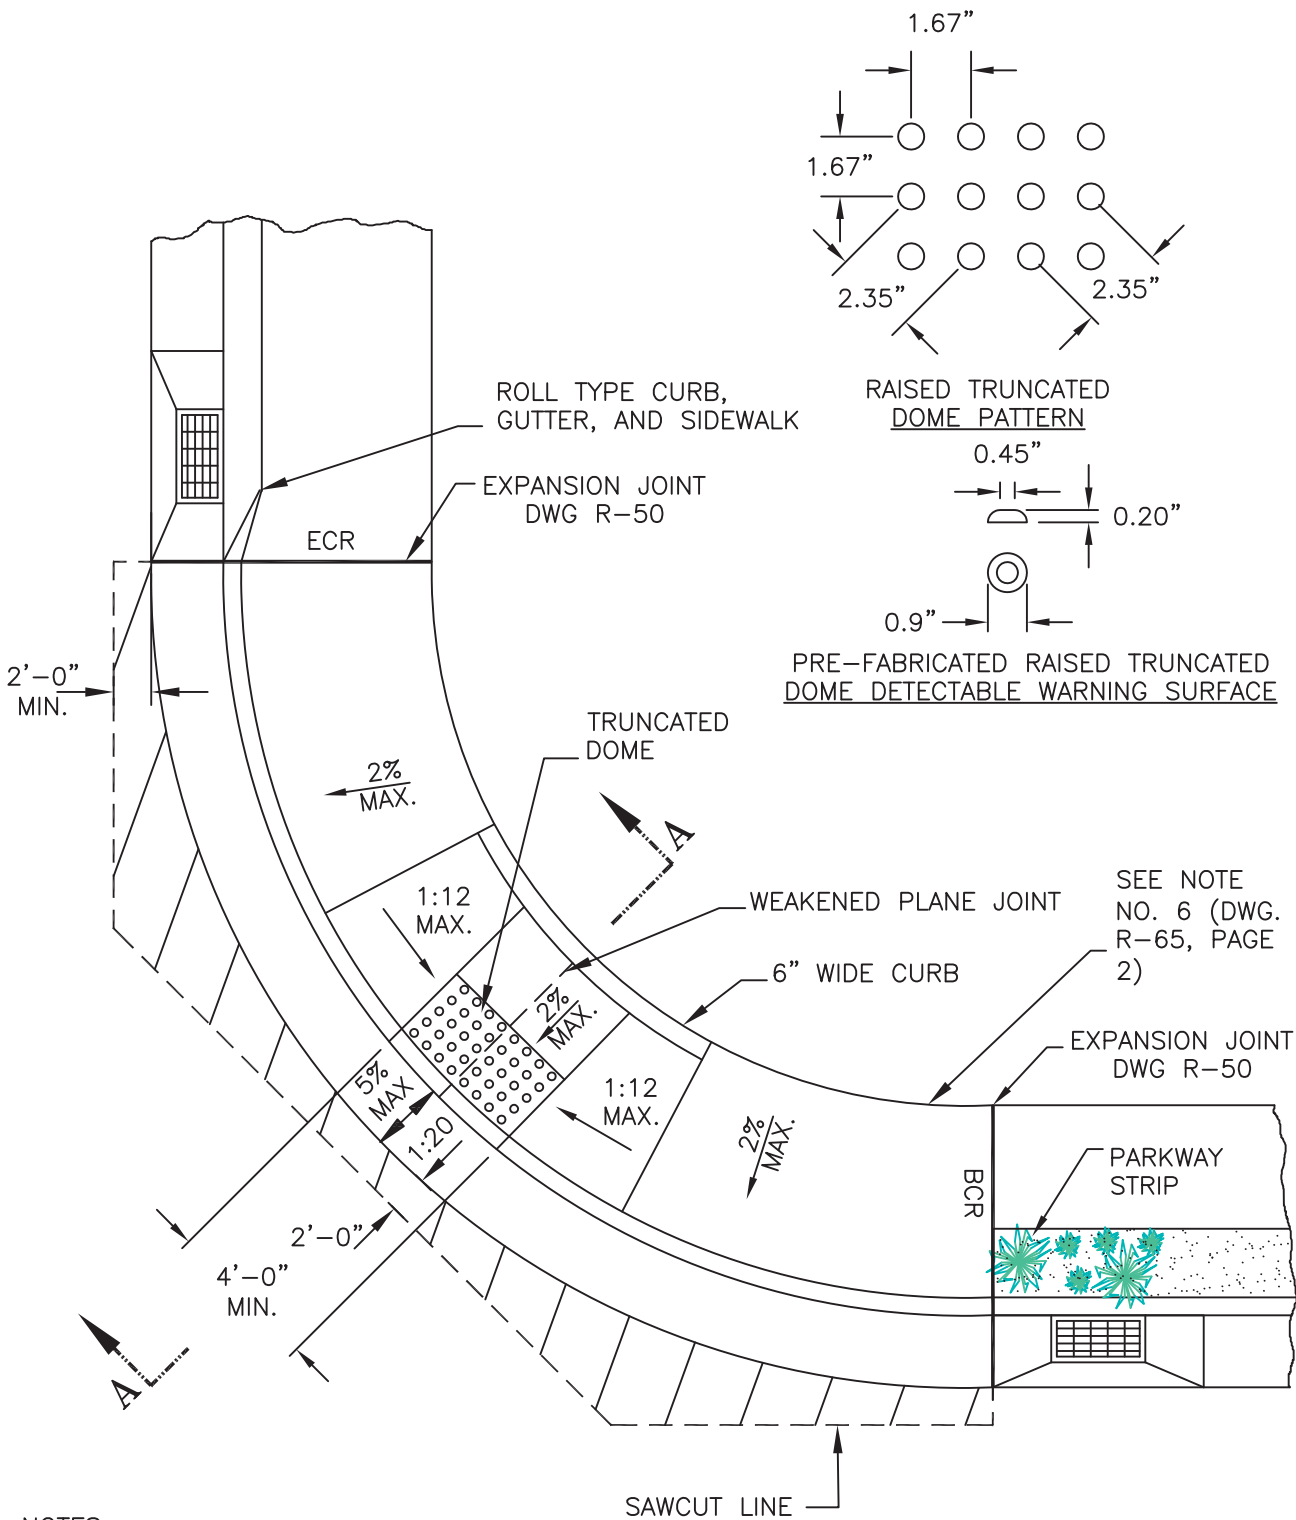 1.67”
1.67”
2.35”
2.35”
RAISED TRUNCATED
DOME PATTERN
0.45”
0.20”
0.9”
PRE-FABRICATED RAISED TRUNCATED
DOME DETECTABLE WARNING SURFACE
ROLL TYPE CURB,
GUTTER, AND SIDEWALK
EXPANSION JOINT
DWG R-50
ECR
2’-0”
MIN.
TRUNCATED
DOME
2%
MAX.
A
1:12
MAX.
WEAKENED PLANE JOINT
SEE NOTE
NO. 6 (DWG.
R-65, PAGE
2)
6” WIDE CURB
2%
MAX.
EXPANSION JOINT
DWG R-50
5%
MAX
1:20
1:12
MAX.
2%
MAX.
BCR
PARKWAY
STRIP
2’-0”
4’-0”
MIN.
A
SAWCUT LINE
NOTES